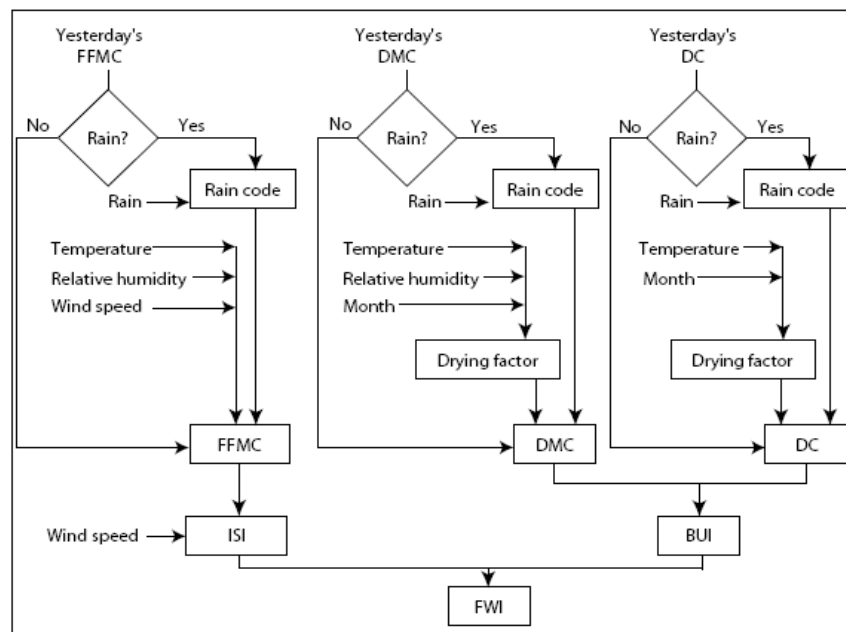 Yesterday's
FFMC
Yesterday's
DMC
Yesterday's
DC
No
Rain?
Yes
No
Rain?
Yes
No
Rain?
Yes
Rain
Rain code
Rain
Rain code
Rain
Rain code
Temperature
Relative humidity
Wind speed
Temperature
Relative humidity
Month
Temperature
Month
Drying factor
Drying factor
FFMC
DMC
DC
Wind speed
ISI
BUI
FWI